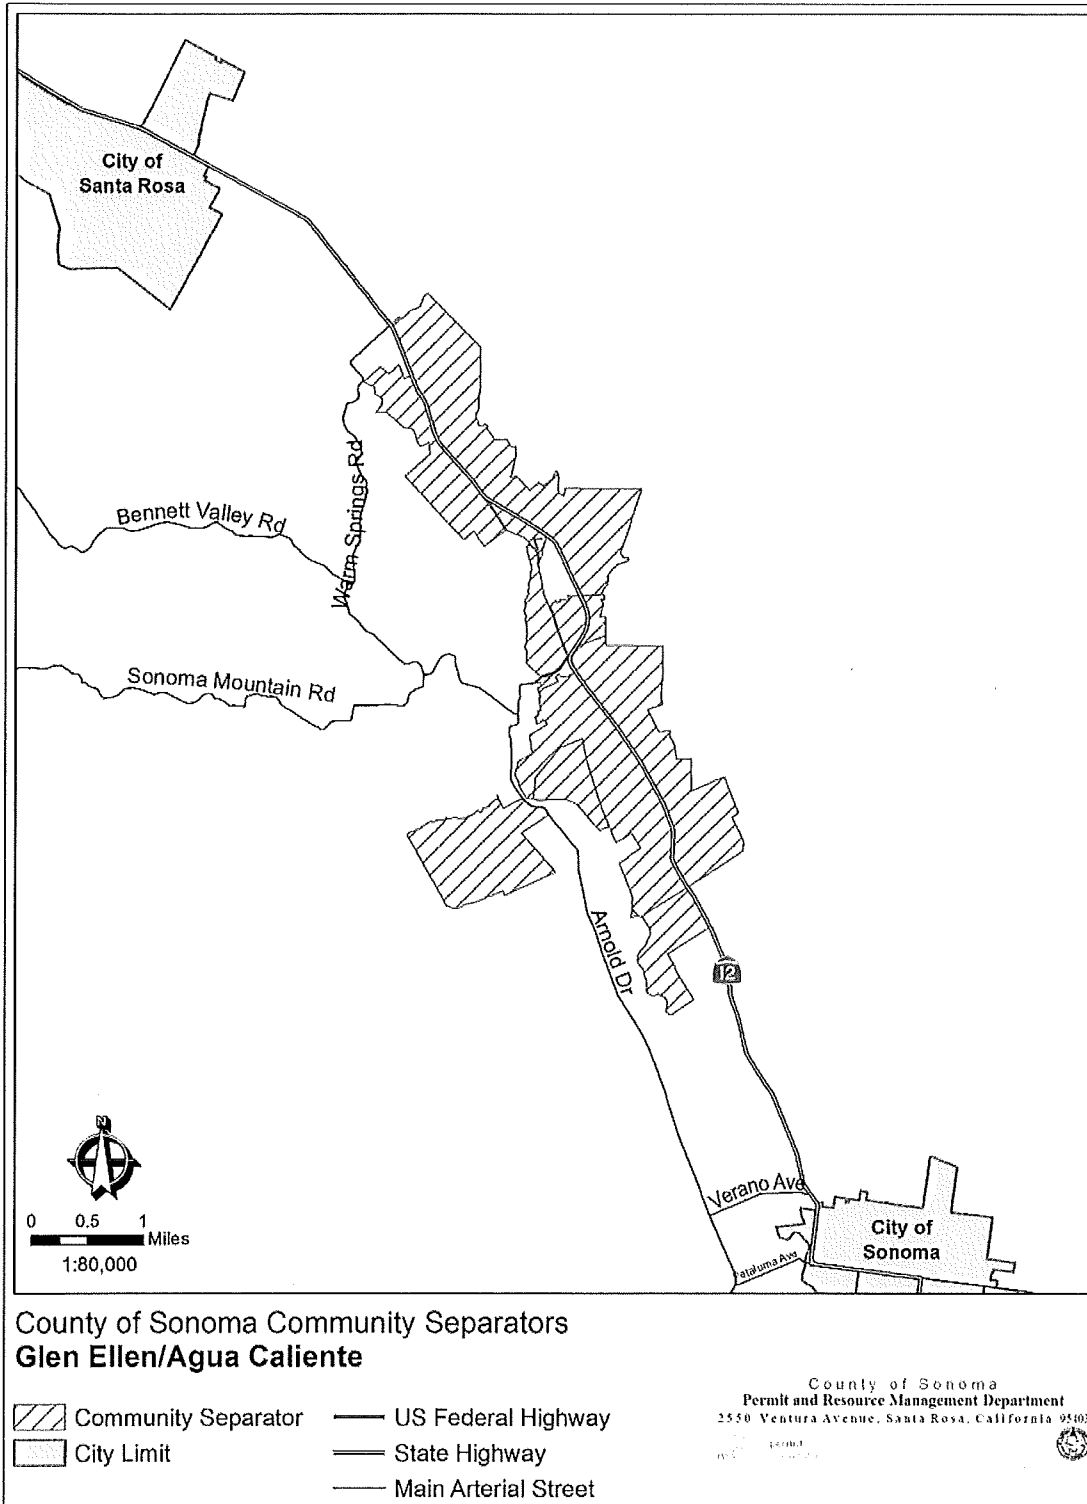 City of
Santa Rosa
Warm Springs Rd
Bennett Valley Rd
Sonoma Mountain Rd
Arnold Dr
12
N
0 0.5 1
Miles
1:80,000
Verano Ave
City of
Sonoma
Petaluma Ave
County of Sonoma Community Separators
Glen Ellen/Agua Caliente
Community Separator
City Limit
US Federal Highway
State Highway
Main Arterial Street
County of Sonoma
Permit and Resource Management Department
2550 Ventura Avenue, Santa Rosa, California 95403
permit